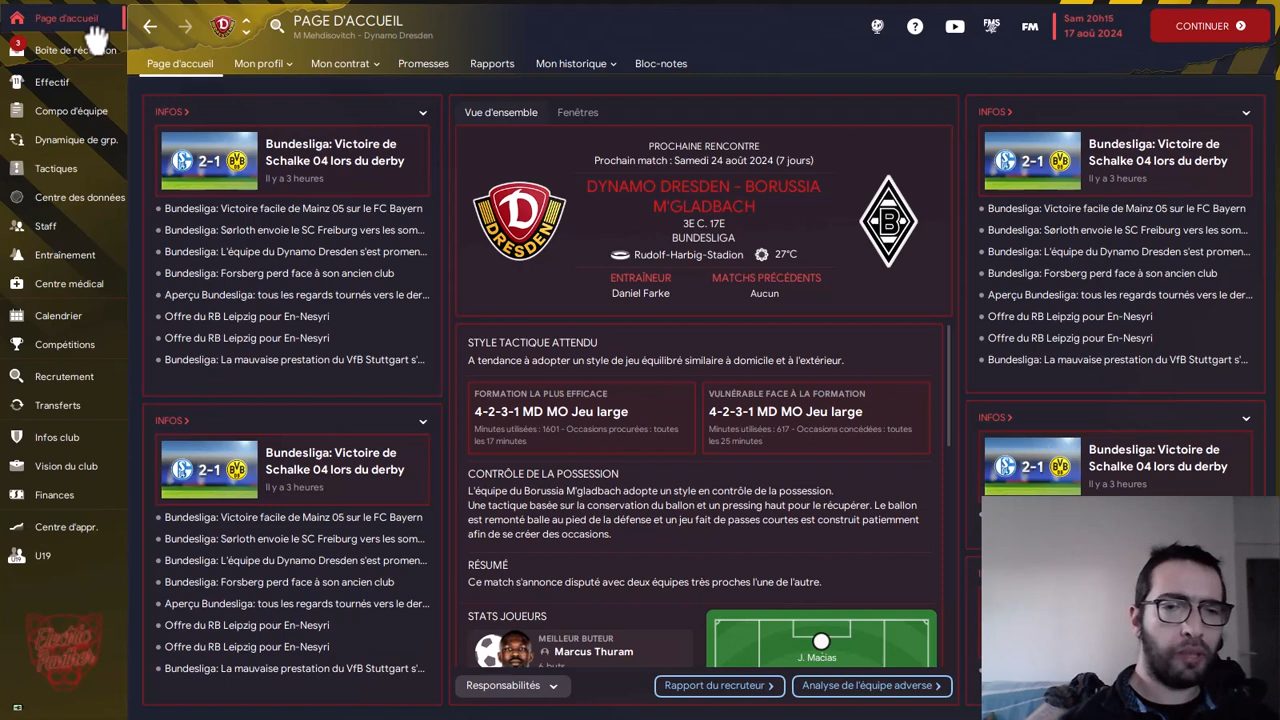 Page d'accueil
3
Boîte de réception
Effectif
Compo d'équipe
Dynamique de grp.
Tactiques
Centre des données
Staff
Entrainement
Centre médical
Calendrier
Compétitions
Recrutement
Transferts
Infos club
Vision du club
Finances
Centre d'appr.
U19
Electric Panther
PAGE D'ACCUEIL
M Mehdisovitch - Dynamo Dresden
FMS
FM
Sam 20h15
17 aoû 2024
CONTINUER
Page d'accueil
Mon profil
Mon contrat
Promesses
Rapports
Mon historique
Bloc-notes
INFOS >
2-1
Bundesliga: Victoire de
Schalke 04 lors du derby
Il y a 3 heures
Bundesliga: Victoire facile de Mainz 05 sur le FC Bayern
Bundesliga: Sørloth envoie le SC Freiburg vers les som...
Bundesliga: L'équipe du Dynamo Dresden s'est promen...
Bundesliga: Forsberg perd face à son ancien club
Aperçu Bundesliga: tous les regards tournés vers le der...
Offre du RB Leipzig pour En-Nesyri
Offre du RB Leipzig pour En-Nesyri
Bundesliga: La mauvaise prestation du VfB Stuttgart s'...
INFOS >
2-1
Bundesliga: Victoire de
Schalke 04 lors du derby
Il y a 3 heures
Bundesliga: Victoire facile de Mainz 05 sur le FC Bayern
Bundesliga: Sørloth envoie le SC Freiburg vers les som...
Bundesliga: L'équipe du Dynamo Dresden s'est promen...
Bundesliga: Forsberg perd face à son ancien club
Aperçu Bundesliga: tous les regards tournés vers le der...
Offre du RB Leipzig pour En-Nesyri
Offre du RB Leipzig pour En-Nesyri
Bundesliga: La mauvaise prestation du VfB Stuttgart s'...
Vue d'ensemble
Fenêtres
PROCHAINE RENCONTRE
Prochain match : Samedi 24 août 2024 (7 jours)
DYNAMO DRESDEN - BORUSSIA
M'GLADBACH
3E C. 17E
BUNDESLIGA
Rudolf-Harbig-Stadion
27°C
ENTRAÎNEUR
Daniel Farke
MATCHS PRÉCÉDENTS
Aucun
DRESDEN
STYLE TACTIQUE ATTENDU
A tendance à adopter un style de jeu équilibré similaire à domicile et à l'extérieur.
FORMATION LA PLUS EFFICACE
4-2-3-1 MD MO Jeu large
Minutes utilisées : 1601 - Occasions procurées : toutes
les 17 minutes
VULNÉRABLE FACE À LA FORMATION
4-2-3-1 MD MO Jeu large
Minutes utilisées : 617 - Occasions concédées : toutes
les 25 minutes
CONTRÔLE DE LA POSSESSION
L'équipe du Borussia M'gladbach adopte un style en contrôle de la possession.
Une tactique basée sur la conservation du ballon et un pressing haut pour le récupérer. Le ballon
est remonté balle au pied de la défense et un jeu fait de passes courtes est construit patiemment
afin de se créer des occasions.
RÉSUMÉ
Ce match s'annonce disputé avec deux équipes très proches l'une de l'autre.
STATS JOUEURS
MEILLEUR BUTEUR
Marcus Thuram
6 buts
J. Macias
Responsabilités
Rapport du recruteur >
Analyse de l'équipe adverse >
INFOS >
2-1
Bundesliga: Victoire de
Schalke 04 lors du derby
Il y a 3 heures
Bundesliga: Victoire facile de Mainz 05 sur le FC Bayern
Bundesliga: Sørloth envoie le SC Freiburg vers les som...
Bundesliga: L'équipe du Dynamo Dresden s'est promen...
Bundesliga: Forsberg perd face à son ancien club
Aperçu Bundesliga: tous les regards tournés vers le der...
Offre du RB Leipzig pour En-Nesyri
Offre du RB Leipzig pour En-Nesyri
Bundesliga: La mauvaise prestation du VfB Stuttgart s'...
INFOS >
2-1
Bundesliga: Victoire de
Schalke 04 lors du derby
Il y a 3 heures